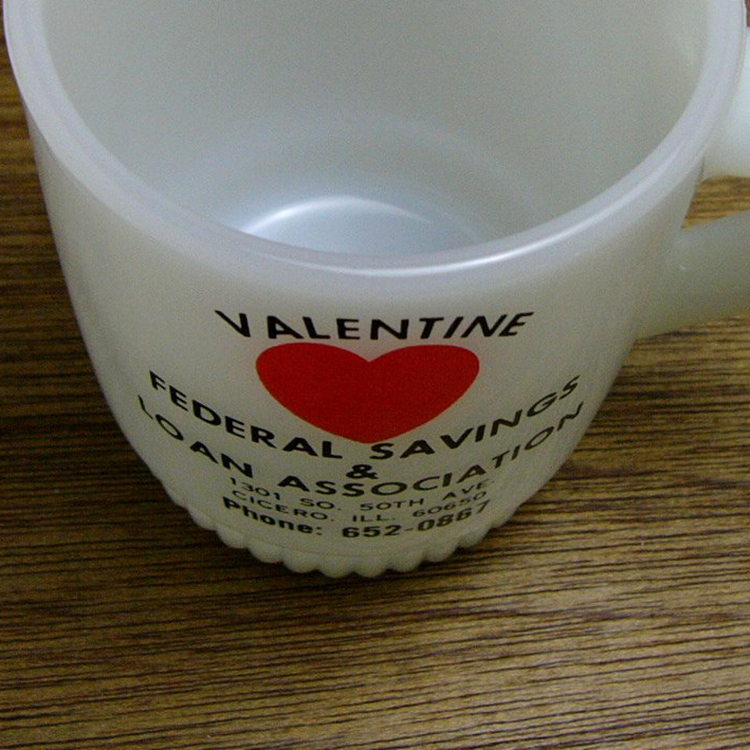 VALENTINE
FEDERAL SAVINGS
&
LOAN ASSOCIATION
1301 SO. 50TH AVE.
CICERO, ILL. 60650
Phone: 652-0867